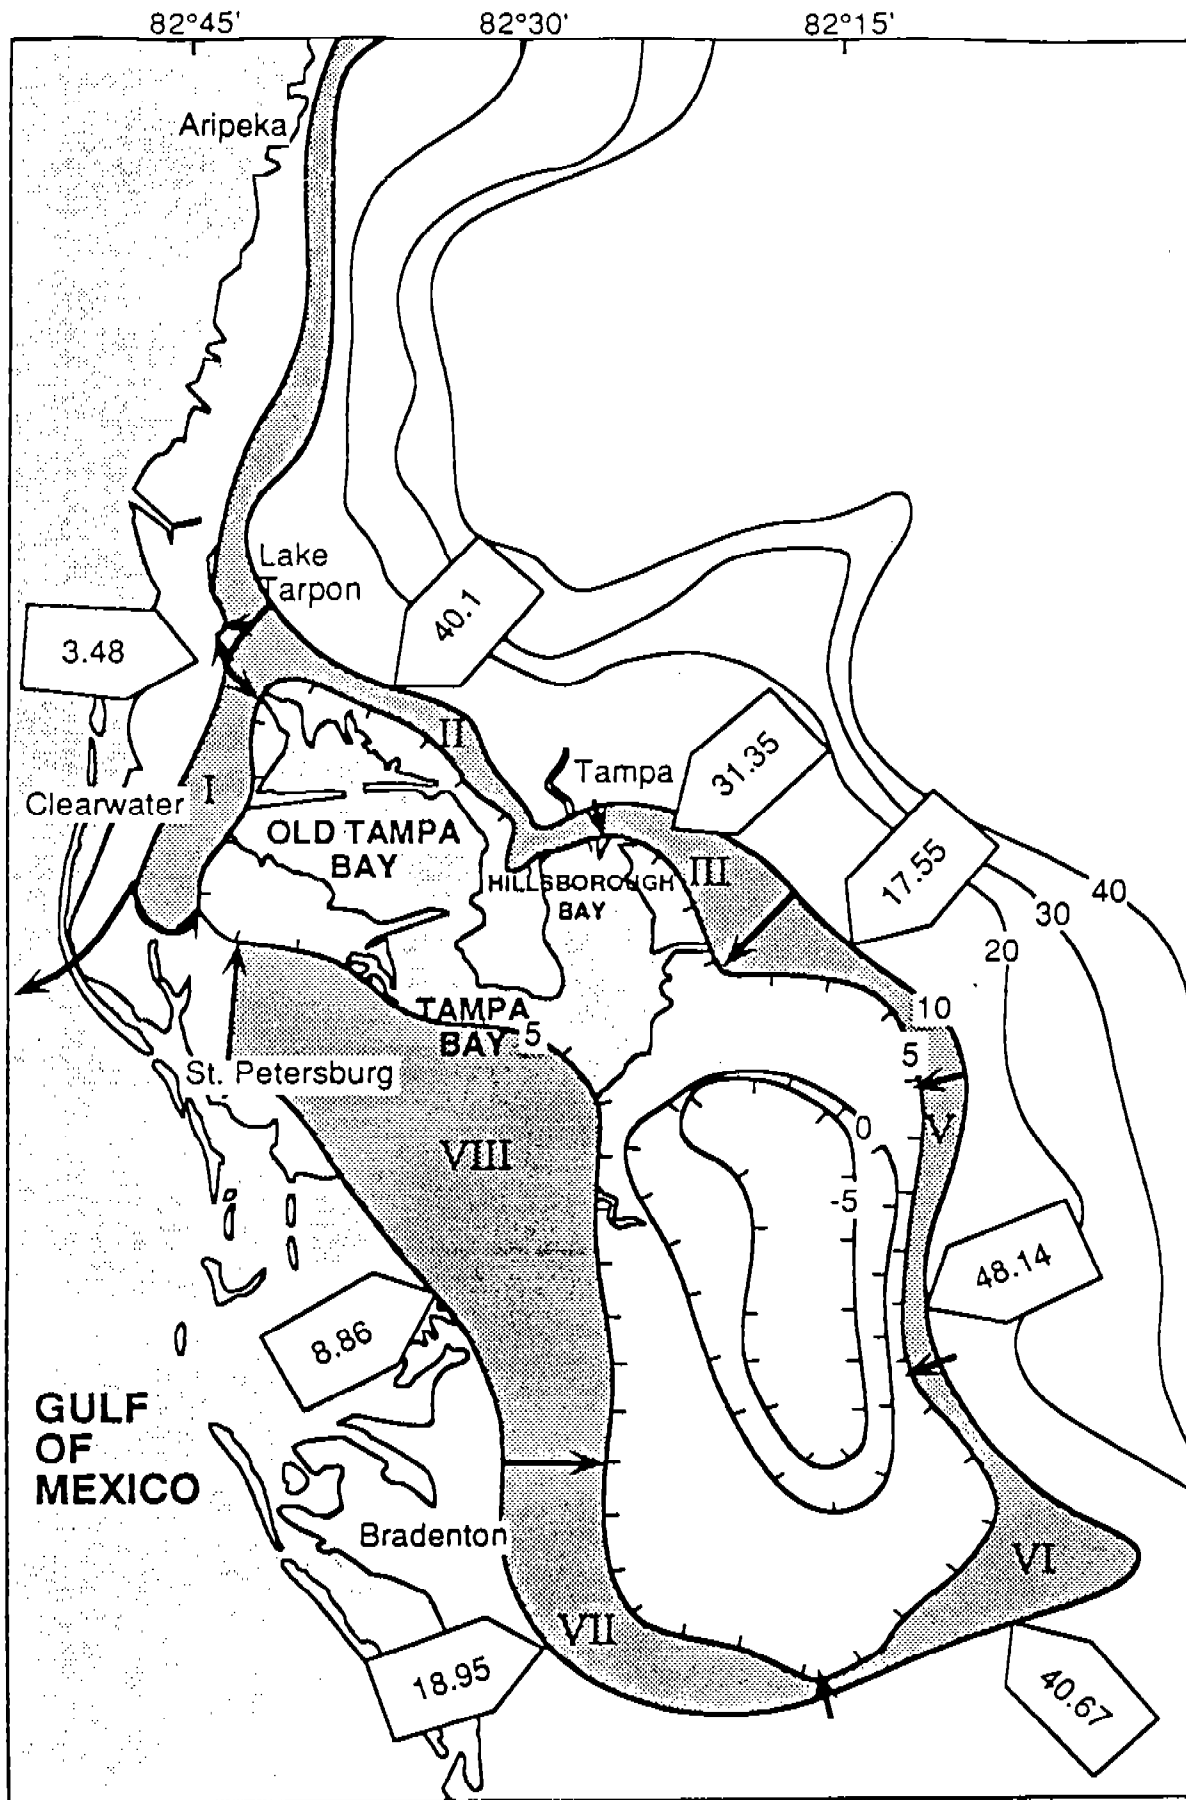 82°45' 82°30' 82°15'
Aripeka
Lake
Tarpon
40.1
3.48
II
31.35
Tampa
I
Clearwater
OLD TAMPA
BAY
17.55
III
HILLSBOROUGH
BAY
40
30
20
10
TAMPA
BAY
5
5
St. Petersburg
0
V
VIII
-5
48.14
8.86
GULF
OF
MEXICO
Bradenton
VI
VII
18.95
40.67